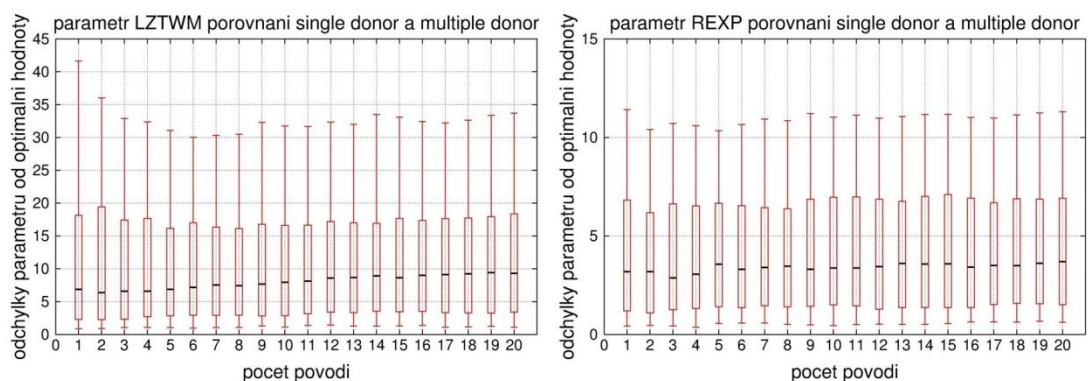 parametr LZTWM porovnani single donor a multiple donor
odchylky parametru od optimalni hodnoty
45
40
35
30
25
20
15
10
5
0
0 1 2 3 4 5 6 7 8 9 10 11 12 13 14 15 16 17 18 19 20
pocet povodi
parametr REXP porovnani single donor a multiple donor
odchylky parametru od optimalni hodnoty
15
10
5
0
0 1 2 3 4 5 6 7 8 9 10 11 12 13 14 15 16 17 18 19 20
pocet povodi